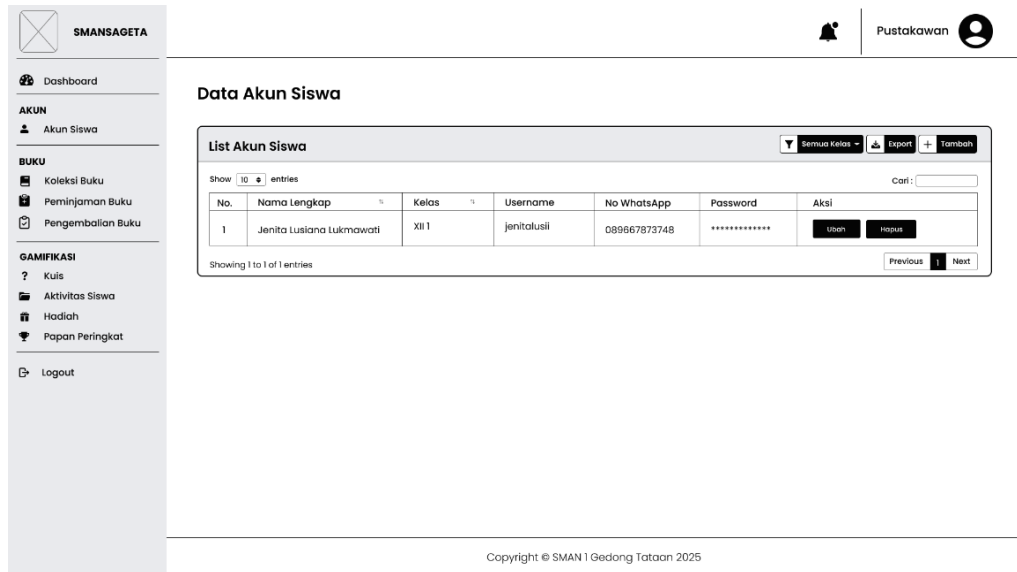 SMANSAGETA
Pustakawan
Dashboard
AKUN
Akun Siswa
BUKU
Koleksi Buku
Peminjaman Buku
Pengembalian Buku
GAMIFIKASI
? Kuis
Aktivitas Siswa
Hadiah
Papan Peringkat
Logout
Data Akun Siswa
List Akun Siswa
Semua Kelas Export + Tambah
Show 10 entries Cari :
No. Nama Lengkap Kelas Username No WhatsApp Password Aksi
1 Jenita Lusiana Lukmawati XII 1 jenitalusii 089667873748 ************* Ubah Hapus
Showing 1 to 1 of 1 entries Previous 1 Next
Copyright © SMAN 1 Gedong Tataan 2025